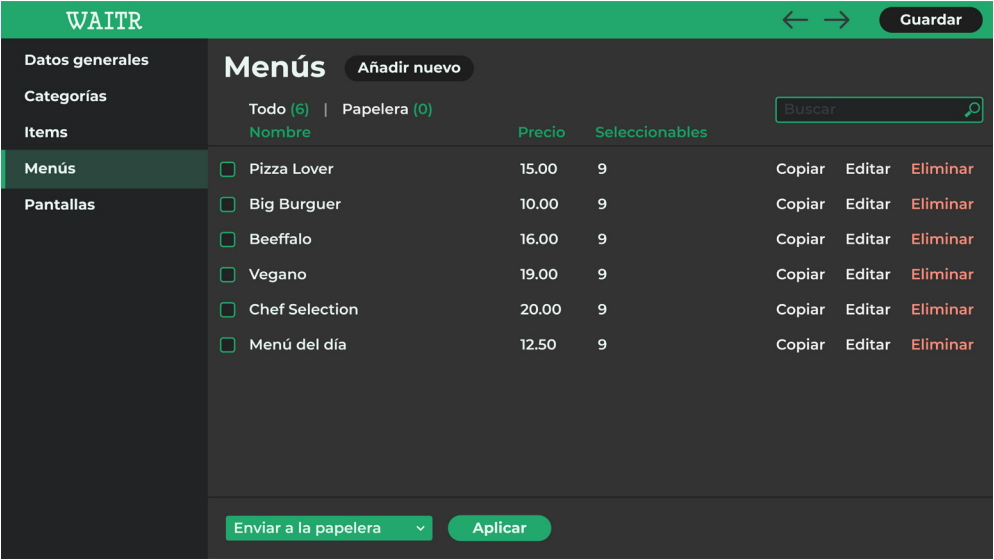 WAITR
Guardar
Datos generales
Categorías
Items
Menús
Pantallas
Menús Añadir nuevo
Todo (6) | Papelera (0)
Buscar
Nombre Precio Seleccionables
Pizza Lover 15.00 9 Copiar Editar Eliminar
Big Burguer 10.00 9 Copiar Editar Eliminar
Beeffalo 16.00 9 Copiar Editar Eliminar
Vegano 19.00 9 Copiar Editar Eliminar
Chef Selection 20.00 9 Copiar Editar Eliminar
Menú del día 12.50 9 Copiar Editar Eliminar
Enviar a la papelera Aplicar